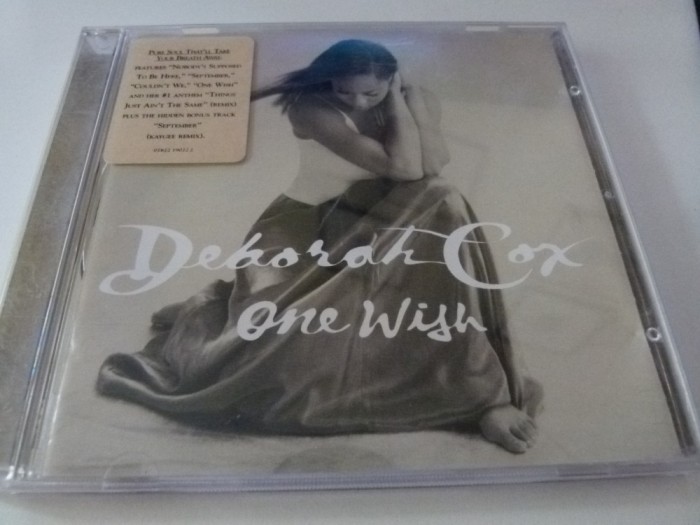 PURE SOUL THAT'LL TAKE
YOUR BREATH AWAY.
FEATURES "NOBODY'S SUPPOSED
TO BE HERE," "SEPTEMBER,"
"COULDN'T WE," "ONE WISH"
AND HER #1 ANTHEM "THINGS
JUST AIN'T THE SAME" (REMIX)
PLUS THE HIDDEN BONUS TRACK
"SEPTEMBER"
Deborah Cox
One Wish